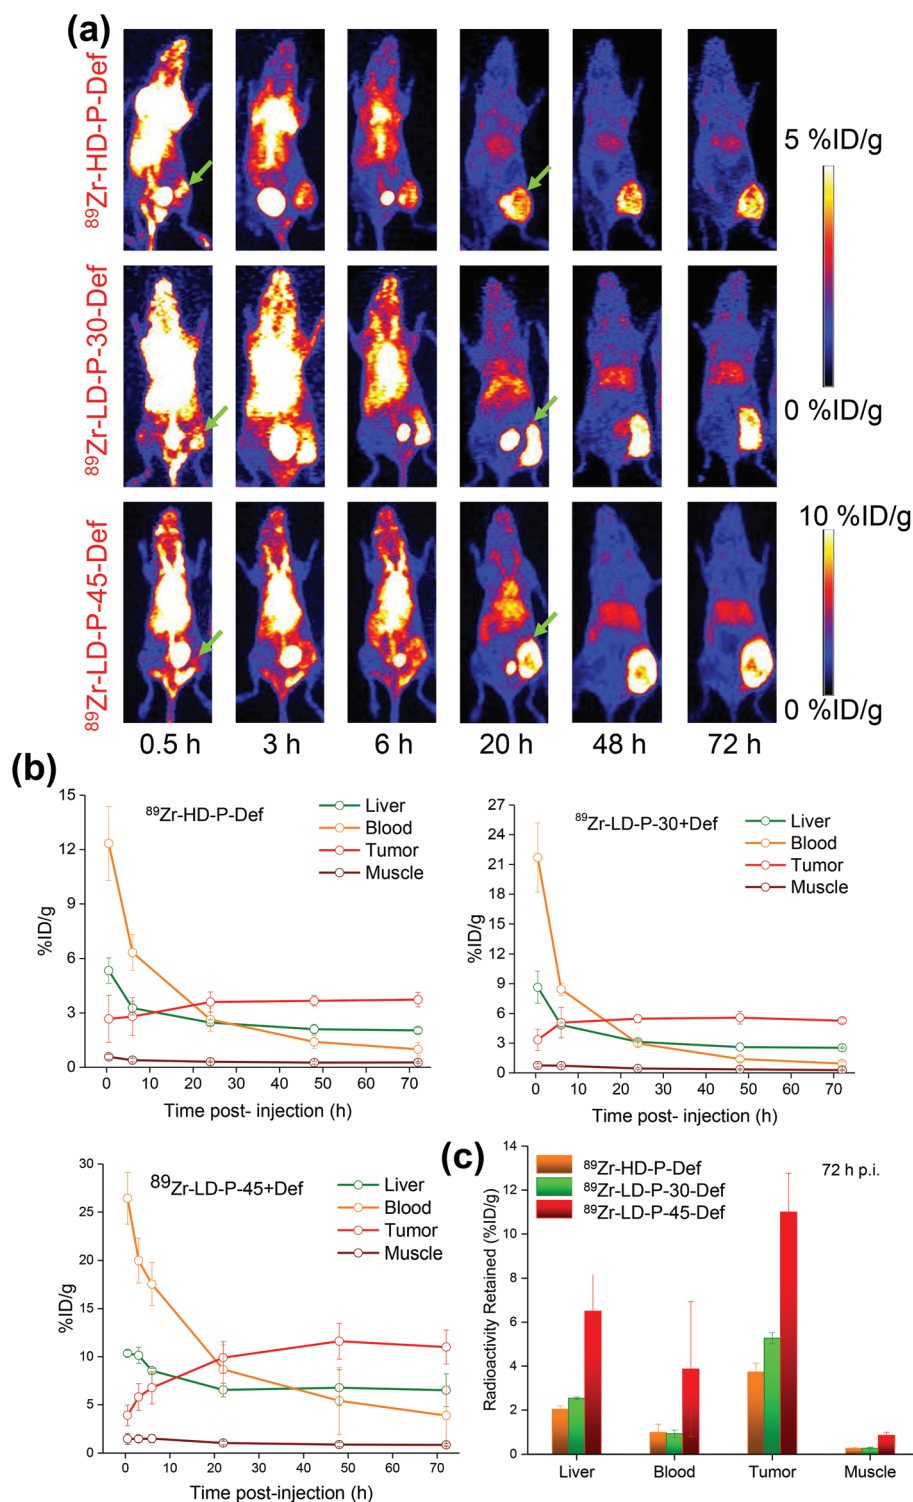 (a)
⁸⁹Zr-HD-P-Def
5 %ID/g
0 %ID/g
⁸⁹Zr-LD-P-30-Def
10 %ID/g
0 %ID/g
⁸⁹Zr-LD-P-45-Def
0.5 h 3 h 6 h 20 h 48 h 72 h
(b)
⁸⁹Zr-HD-P-Def
Liver
Blood
Tumor
Muscle
%ID/g
15
12
9
6
3
0
0 10 20 30 40 50 60 70
Time post- injection (h)
⁸⁹Zr-LD-P-30+Def
Liver
Blood
Tumor
Muscle
%ID/g
27
24
21
18
15
12
9
6
3
0
0 10 20 30 40 50 60 70
Time post-injection (h)
⁸⁹Zr-LD-P-45+Def
Liver
Blood
Tumor
Muscle
%ID/g
30
25
20
15
10
5
0
0 10 20 30 40 50 60 70
Time post-injection (h)
(c)
⁸⁹Zr-HD-P-Def
⁸⁹Zr-LD-P-30-Def
⁸⁹Zr-LD-P-45-Def
72 h p.i.
Radioactivity Retained (%ID/g)
14
12
10
8
6
4
2
0
Liver Blood Tumor Muscle